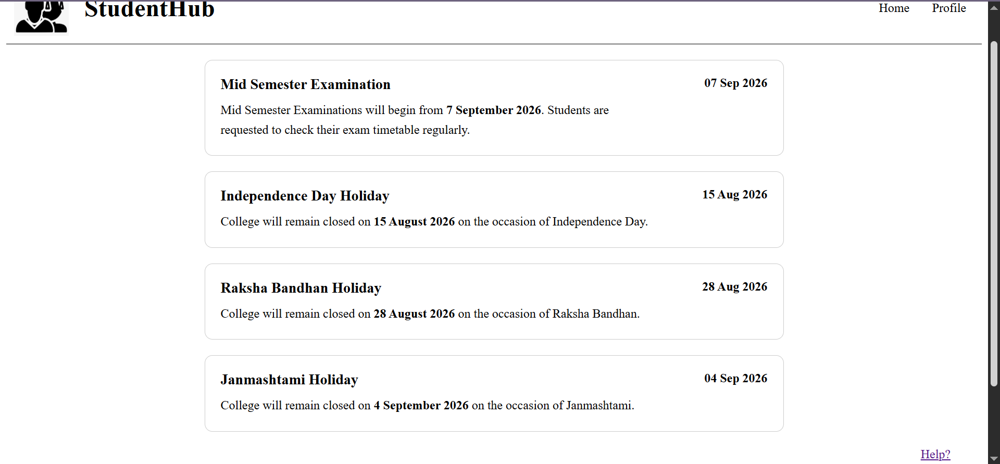 StudentHub
Home Profile
Mid Semester Examination
07 Sep 2026
Mid Semester Examinations will begin from 7 September 2026. Students are
requested to check their exam timetable regularly.
Independence Day Holiday
15 Aug 2026
College will remain closed on 15 August 2026 on the occasion of Independence Day.
Raksha Bandhan Holiday
28 Aug 2026
College will remain closed on 28 August 2026 on the occasion of Raksha Bandhan.
Janmashtami Holiday
04 Sep 2026
College will remain closed on 4 September 2026 on the occasion of Janmashtami.
Help?